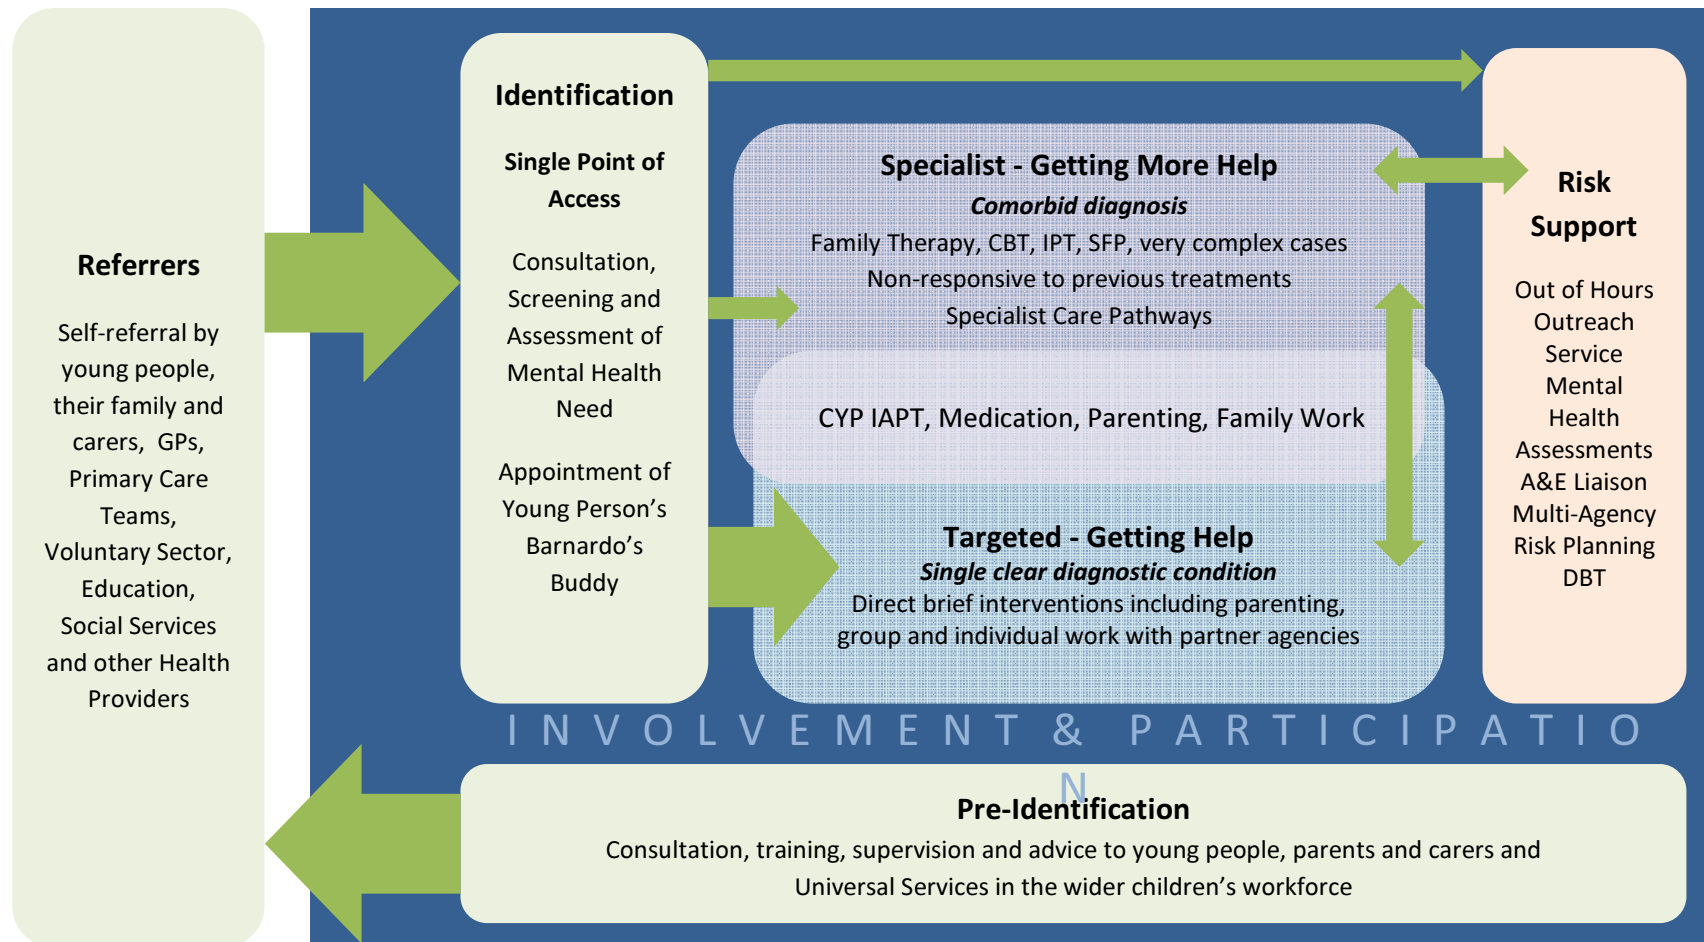 Referrers
Self-referral by
young people,
their family and
carers,  GPs,
Primary Care
Teams,
Voluntary Sector,
Education,
Social Services
and other Health
Providers
Identification
Single Point of
Access
Consultation,
Screening and
Assessment of
Mental Health
Need
Appointment of
Young Person’s
Barnardo’s
Buddy
Specialist - Getting More Help
Comorbid diagnosis
Family Therapy, CBT, IPT, SFP, very complex cases
Non-responsive to previous treatments
Specialist Care Pathways
CYP IAPT, Medication, Parenting, Family Work
Targeted - Getting Help
Single clear diagnostic condition
Direct brief interventions including parenting,
group and individual work with partner agencies
Risk
Support
Out of Hours
Outreach
Service
Mental
Health
Assessments
A&E Liaison
Multi-Agency
Risk Planning
DBT
INVOLVEMENT & PARTICIPATIO
N
Pre-Identification
Consultation, training, supervision and advice to young people, parents and carers and
Universal Services in the wider children’s workforce